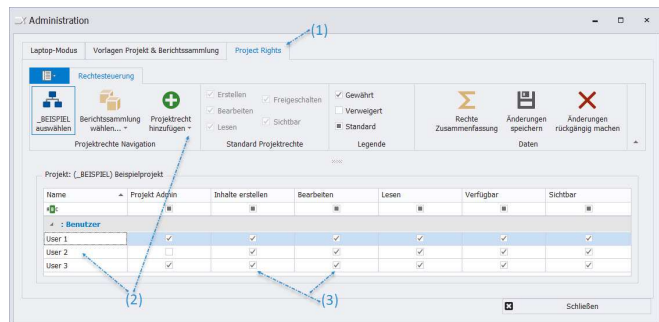 Administration
(1)
Laptop-Modus Vorlagen Projekt & Berichtssammlung Project Rights
Rechtesteuerung
_BEISPIEL auswählen
Berichtssammlung wählen...
Projektrecht hinzufügen
Projektrechte Navigation
Erstellen
Bearbeiten
Lesen
Freigeschalten
Sichtbar
Standard Projektrechte
Gewährt
Verweigert
Standard
Legende
Rechte Zusammenfassung
Änderungen speichern
Änderungen rückgängig machen
Daten
Projekt: (_BEISPIEL) Beispielprojekt
Name Projekt Admin Inhalte erstellen Bearbeiten Lesen Verfügbar Sichtbar
: Benutzer
User 1
User 2
User 3
(2) (3)
Schließen